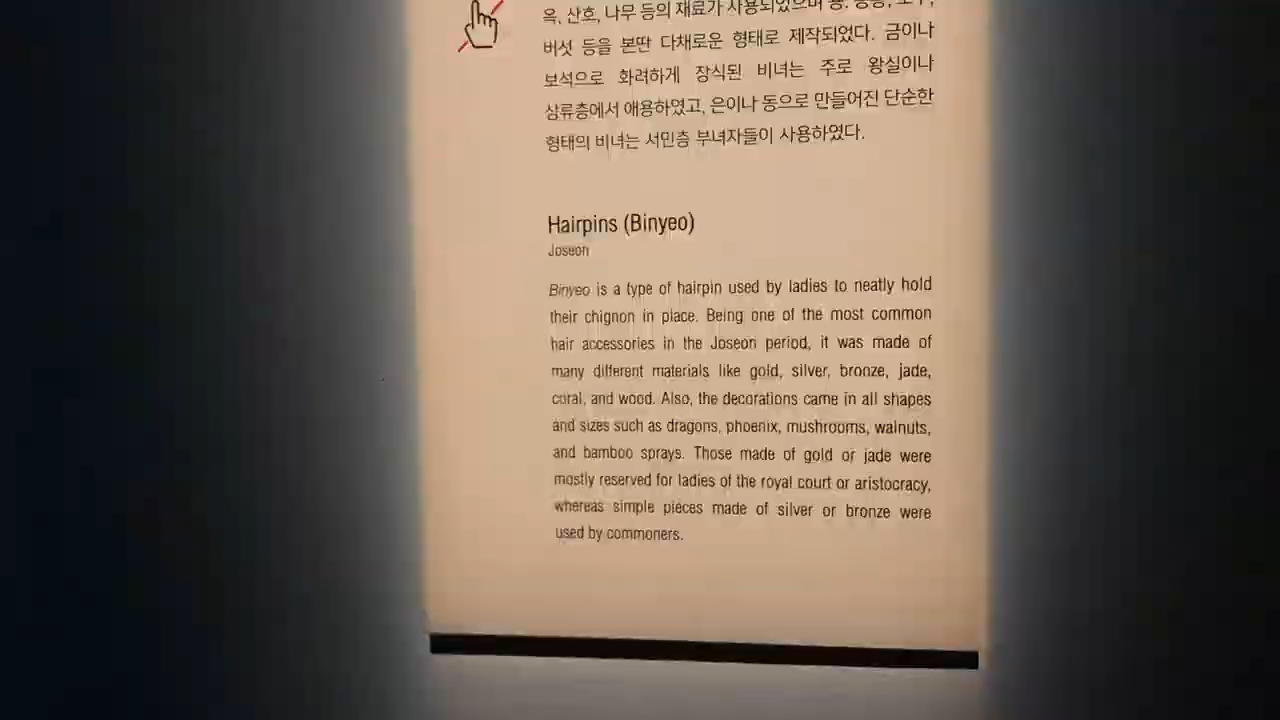 옥, 산호, 나무 등의 재료가 사용되었으며 용, 봉황, 호두,
버섯 등을 본딴 다채로운 형태로 제작되었다. 금이나
보석으로 화려하게 장식된 비녀는 주로 왕실이나
상류층에서 애용하였고, 은이나 동으로 만들어진 단순한
형태의 비녀는 서민층 부녀자들이 사용하였다.
Hairpins (Binyeo)
Joseon
Binyeo is a type of hairpin used by ladies to neatly hold
their chignon in place. Being one of the most common
hair accessories in the Joseon period, it was made of
many different materials like gold, silver, bronze, jade,
coral, and wood. Also, the decorations came in all shapes
and sizes such as dragons, phoenix, mushrooms, walnuts,
and bamboo sprays. Those made of gold or jade were
mostly reserved for ladies of the royal court or aristocracy,
whereas simple pieces made of silver or bronze were
used by commoners.